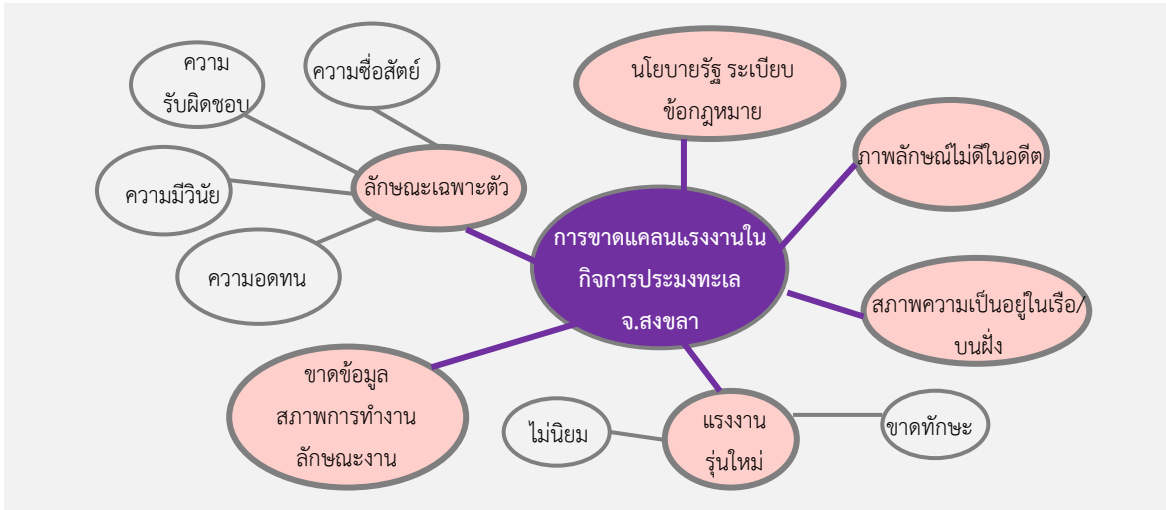 ความ
รับผิดชอบ
ความซื่อสัตย์
ความมีวินัย
ความอดทน
ลักษณะเฉพาะตัว
นโยบายรัฐ ระเบียบ
ข้อกฎหมาย
ภาพลักษณ์ไม่ดีในอดีต
การขาดแคลนแรงงานใน
กิจการประมงทะเล
จ.สงขลา
สภาพความเป็นอยู่ในเรือ/
บนฝั่ง
ขาดข้อมูล
สภาพการทำงาน
ลักษณะงาน
ไม่นิยม
แรงงาน
รุ่นใหม่
ขาดทักษะ